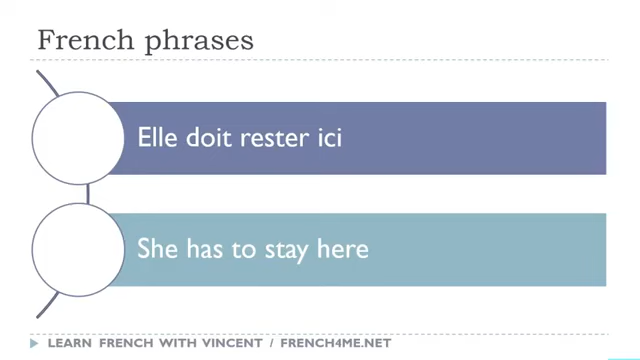 French phrases
Elle doit rester ici
She has to stay here
LEARN FRENCH WITH VINCENT / FRENCH4ME.NET